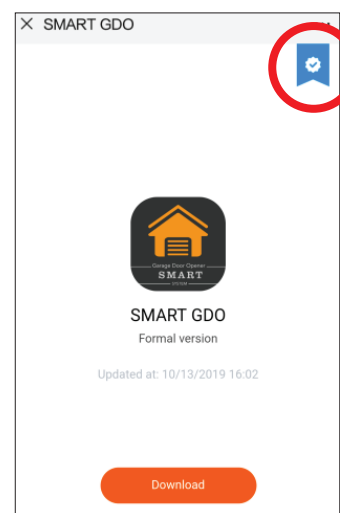 SMART GDO
Garage Door Opener
SMART
SYSTEM
SMART GDO
Formal version
Updated at: 10/13/2019 16:02
Download